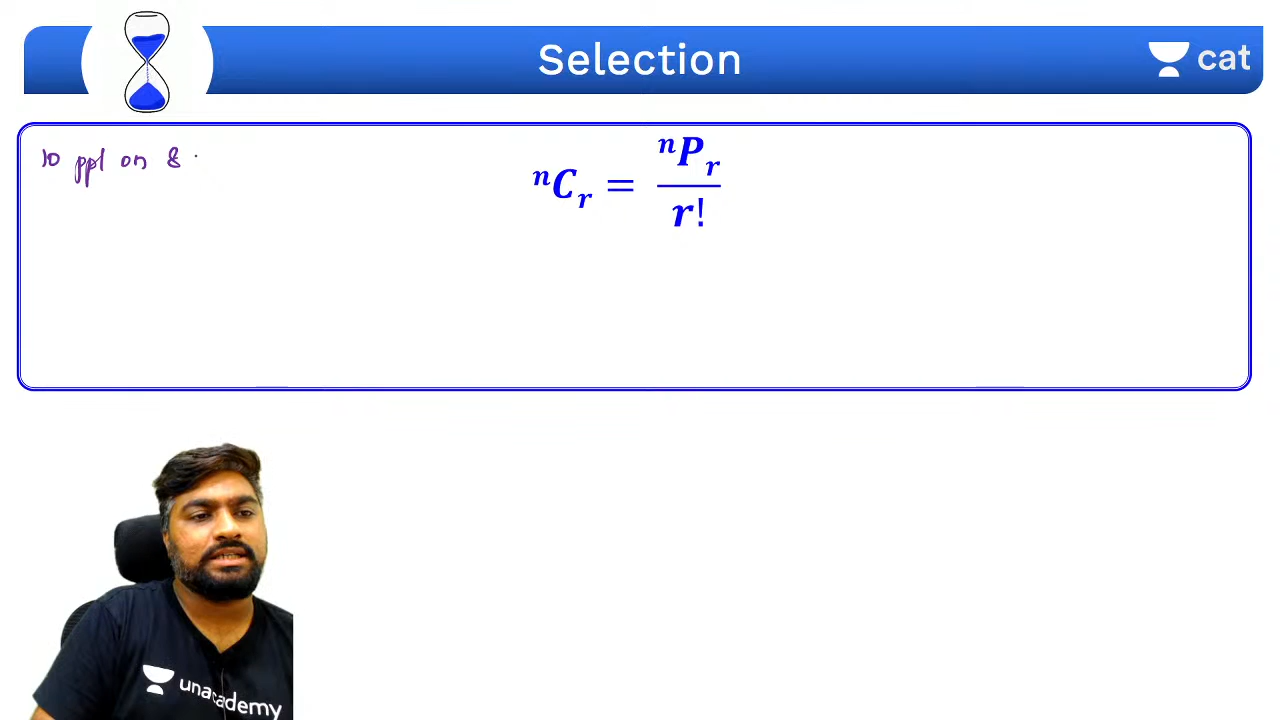 Selection
cat
10 ppl on 8
ⁿCᵣ = ⁿPᵣ / r!
unacademy